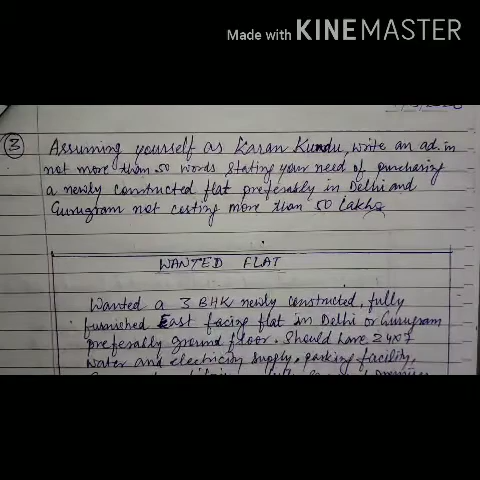 Made with KINEMASTER
③ Assuming yourself as Karan Kundu, write an ad. in
not more than 50 words stating your need of purchasing
a newly constructed flat preferably in Delhi and
Gurugram not costing more than 50 Lakhs
WANTED FLAT
Wanted a 3 BHK newly constructed, fully
furnished East facing flat in Delhi or Gurugram
preferably ground floor. Should have 24x7
water and electricity supply, parking facility,